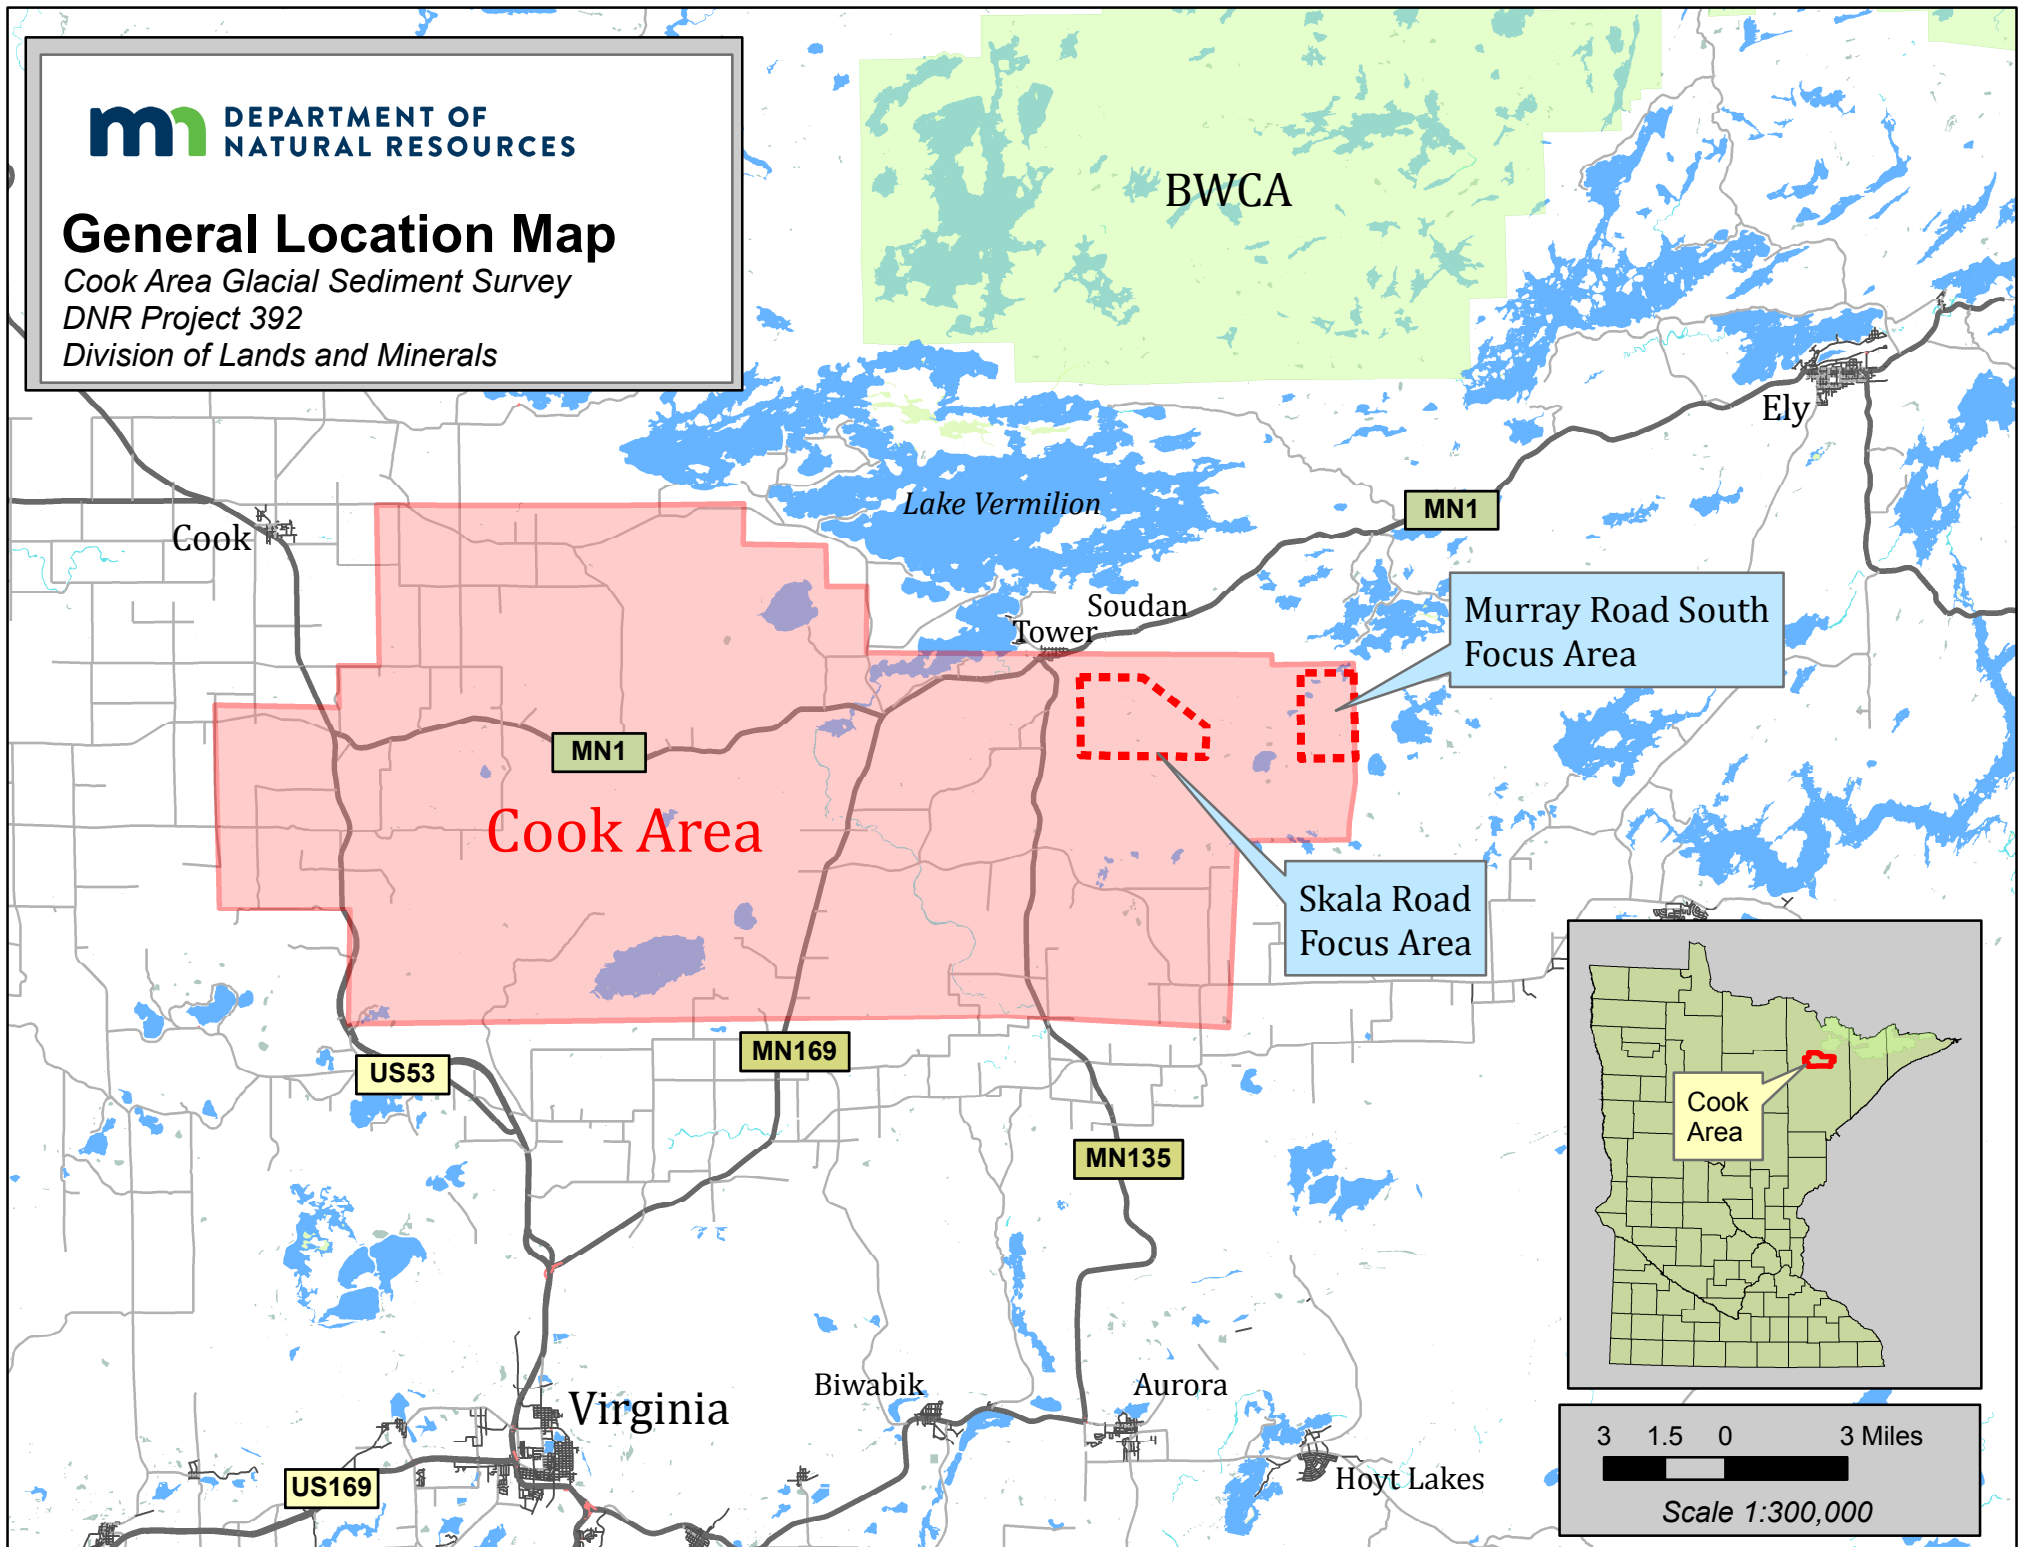 mn DEPARTMENT OF
NATURAL RESOURCES
General Location Map
Cook Area Glacial Sediment Survey
DNR Project 392
Division of Lands and Minerals
BWCA
Ely
Lake Vermilion
MN1
Cook
Soudan
Tower
Murray Road South
Focus Area
MN1
Cook Area
Skala Road
Focus Area
MN169
US53
MN135
Cook
Area
Biwabik
Aurora
Virginia
US169
Hoyt Lakes
3 1.5 0 3 Miles
Scale 1:300,000